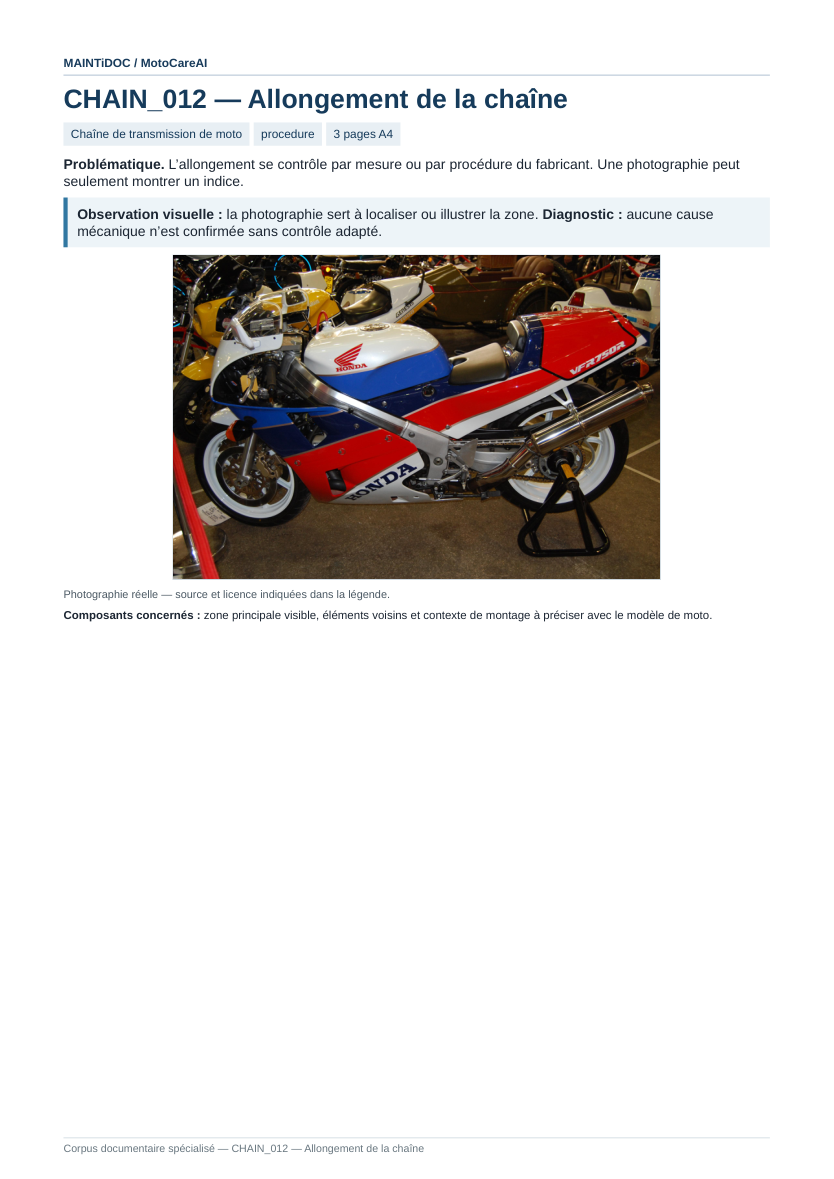 MAINTiDOC / MotoCareAI
CHAIN_012 — Allongement de la chaîne
Chaîne de transmission de moto procedure 3 pages A4
Problématique. L’allongement se contrôle par mesure ou par procédure du fabricant. Une photographie peut
seulement montrer un indice.
Observation visuelle : la photographie sert à localiser ou illustrer la zone. Diagnostic : aucune cause
mécanique n’est confirmée sans contrôle adapté.
HONDA
VFR750R
HONDA
Photographie réelle — source et licence indiquées dans la légende.
Composants concernés : zone principale visible, éléments voisins et contexte de montage à préciser avec le modèle de moto.
Corpus documentaire spécialisé — CHAIN_012 — Allongement de la chaîne